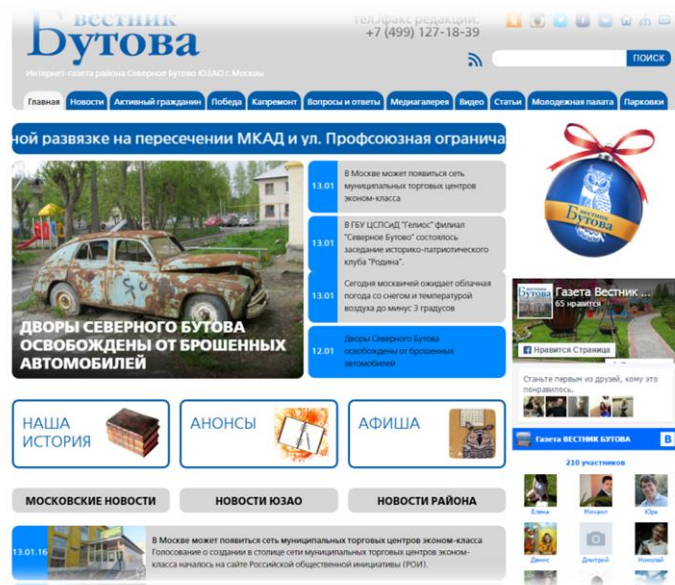 вестник
Бутова
тел./факс редакции:
+7 (499) 127-18-39
Интернет-газета района Северное Бутово ЮЗАО г.Москвы
ПОИСК
Главная Новости Активный гражданин Победа Капремонт Вопросы и ответы Медиагалерея Видео Статьи Молодежная палата Парковки
ной развязке на пересечении МКАД и ул. Профсоюзная огранича
13.01
В Москве может появиться сеть
муниципальных торговых центров
эконом-класса
13.01
В ГБУ ЦСПСиД "Гелиос" филиал
"Северное Бутово" состоялось
заседание историко-патриотического
клуба "Родина".
13.01
Сегодня москвичей ожидает облачная
погода со снегом и температурой
воздуха до минус 3 градусов
12.01
Дворы Северного Бутова
освобождены от брошенных
автомобилей
ДВОРЫ СЕВЕРНОГО БУТОВА
ОСВОБОЖДЕНЫ ОТ БРОШЕННЫХ
АВТОМОБИЛЕЙ
вестник
Бутова
вестник
Бутова
Газета Вестник ...
65 нравится
Нравится Страница
Станьте первым из друзей, кому это
понравилось.
НАША
ИСТОРИЯ
АНОНСЫ
АФИША
Газета ВЕСТНИК БУТОВА
B
210 участников
Елена Михаил Юра
Денис Дмитрий Николай
МОСКОВСКИЕ НОВОСТИ НОВОСТИ ЮЗАО НОВОСТИ РАЙОНА
13.01.16
В Москве может появиться сеть муниципальных торговых центров эконом-класса
Голосование о создании в столице сети муниципальных торговых центров эконом-
класса началось на сайте Российской общественной инициативы (РОИ).